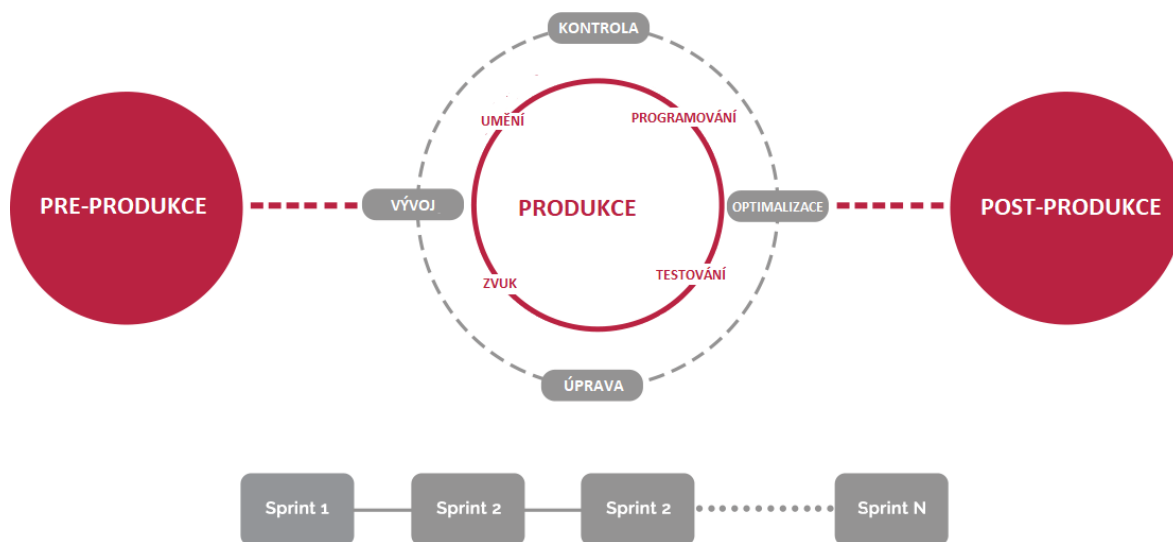 KONTROLA
UMĚNÍ
PROGRAMOVÁNÍ
PRE-PRODUKCE
VÝVOJ
PRODUKCE
OPTIMALIZACE
POST-PRODUKCE
ZVUK
TESTOVÁNÍ
ÚPRAVA
Sprint 1
Sprint 2
Sprint 2
Sprint N